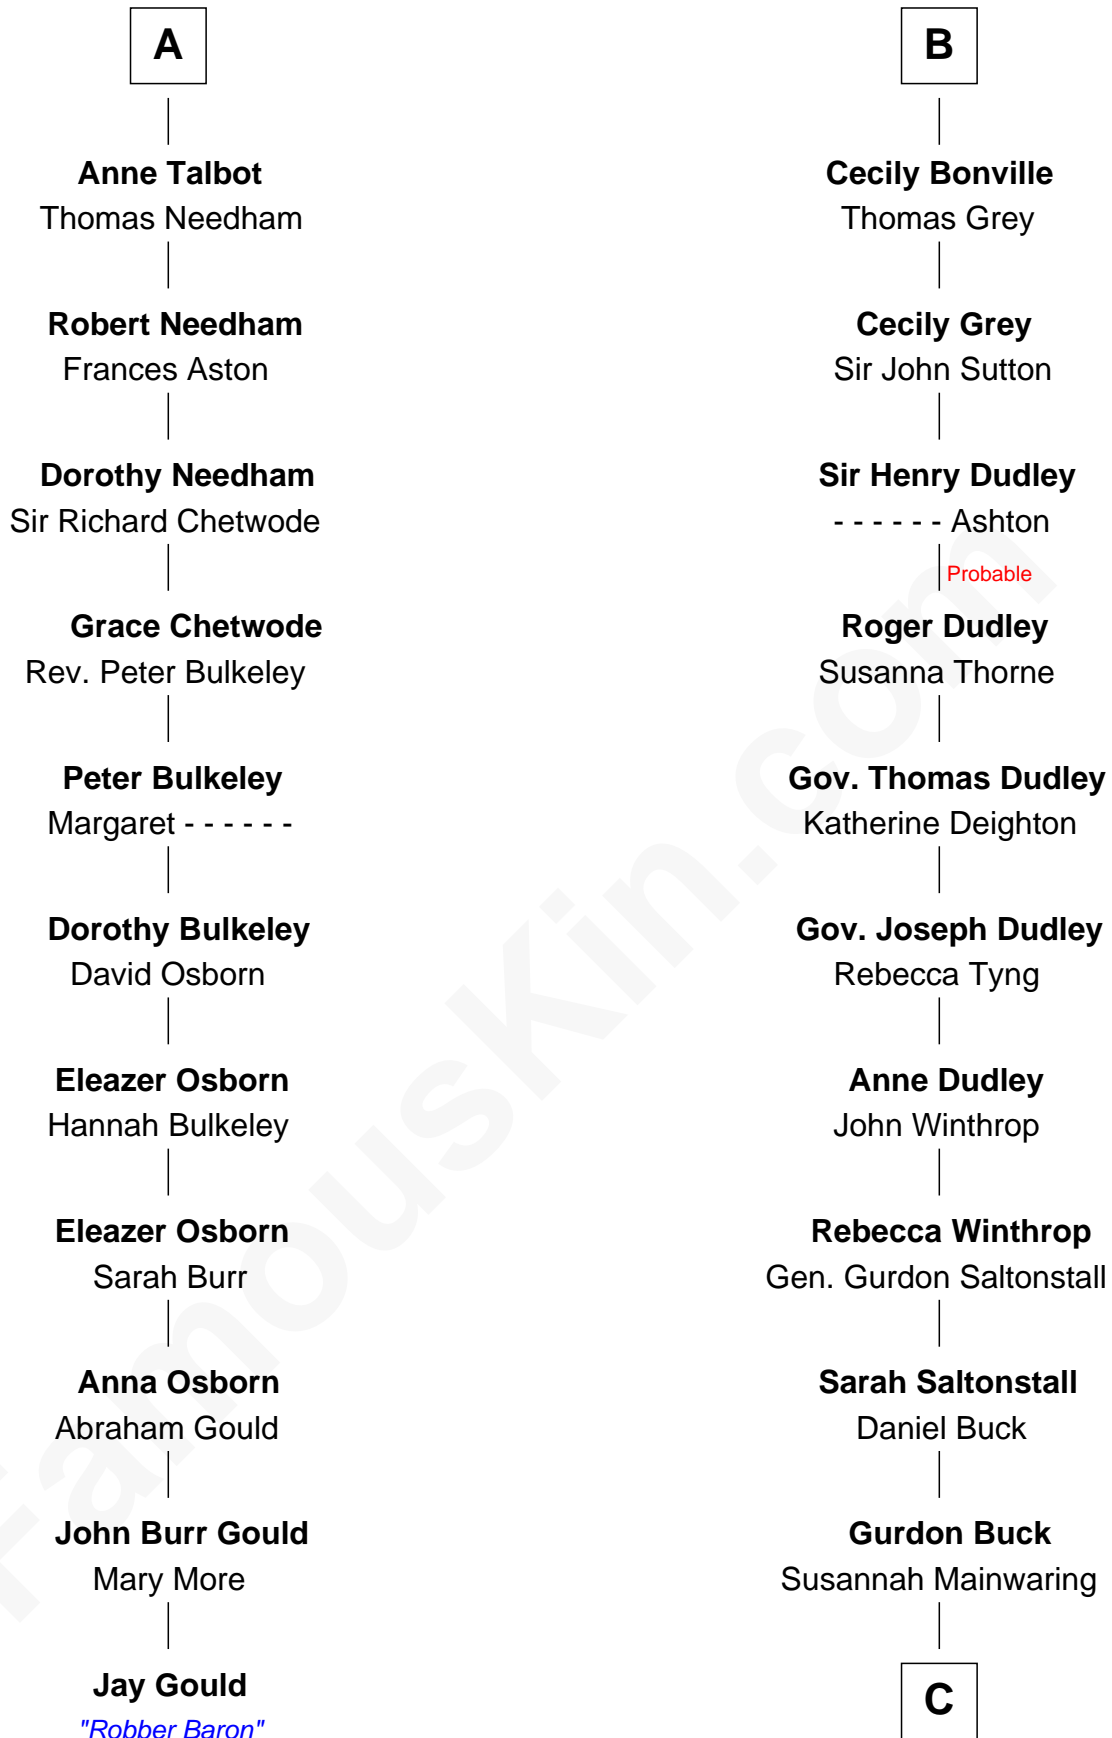 A
Anne Talbot
Thomas Needham
Robert Needham
Frances Aston
Dorothy Needham
Sir Richard Chetwode
Grace Chetwode
Rev. Peter Bulkeley
Peter Bulkeley
Margaret - - - - - -
Dorothy Bulkeley
David Osborn
Eleazer Osborn
Hannah Bulkeley
Eleazer Osborn
Sarah Burr
Anna Osborn
Abraham Gould
John Burr Gould
Mary More
Jay Gould
"Robber Baron"
B
Cecily Bonville
Thomas Grey
Cecily Grey
Sir John Sutton
Sir Henry Dudley
- - - - - - Ashton
Probable
Roger Dudley
Susanna Thorne
Gov. Thomas Dudley
Katherine Deighton
Gov. Joseph Dudley
Rebecca Tyng
Anne Dudley
John Winthrop
Rebecca Winthrop
Gen. Gurdon Saltonstall
Sarah Saltonstall
Daniel Buck
Gurdon Buck
Susannah Mainwaring
C
FamousKin.com